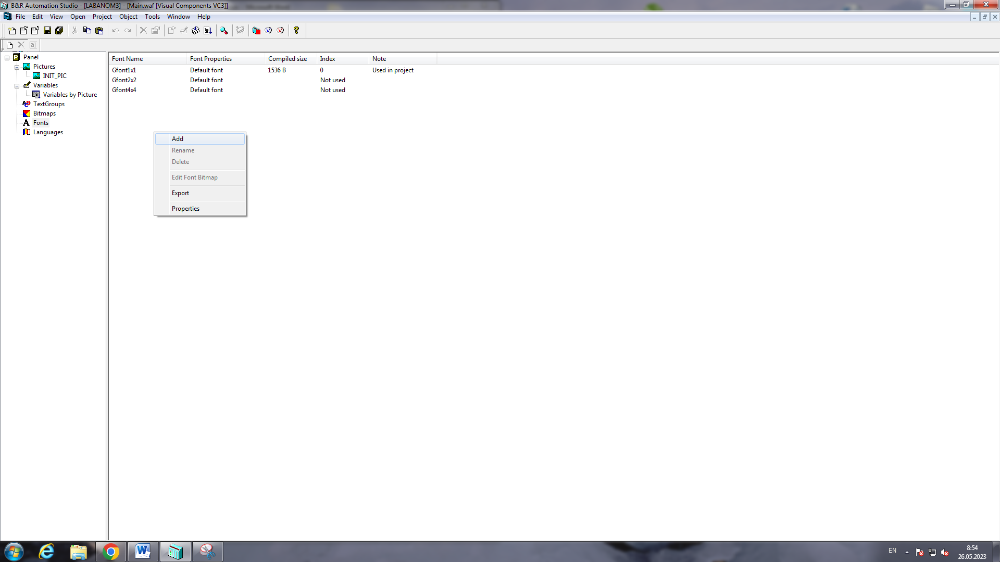 B&R Automation Studio - [LABANOM3] - [Main.waf [Visual Components VC3]]
File Edit View Open Project Object Tools Window Help
Panel
Pictures
INIT_PIC
Variables
Variables by Picture
TextGroups
Bitmaps
Fonts
Languages
Font Name Font Properties Compiled size Index Note
Gfont1x1 Default font 1536 B 0 Used in project
Gfont2x2 Default font Not used
Gfont4x4 Default font Not used
Add
Rename
Delete
Edit Font Bitmap
Export
Properties
EN
8:54
26.05.2023